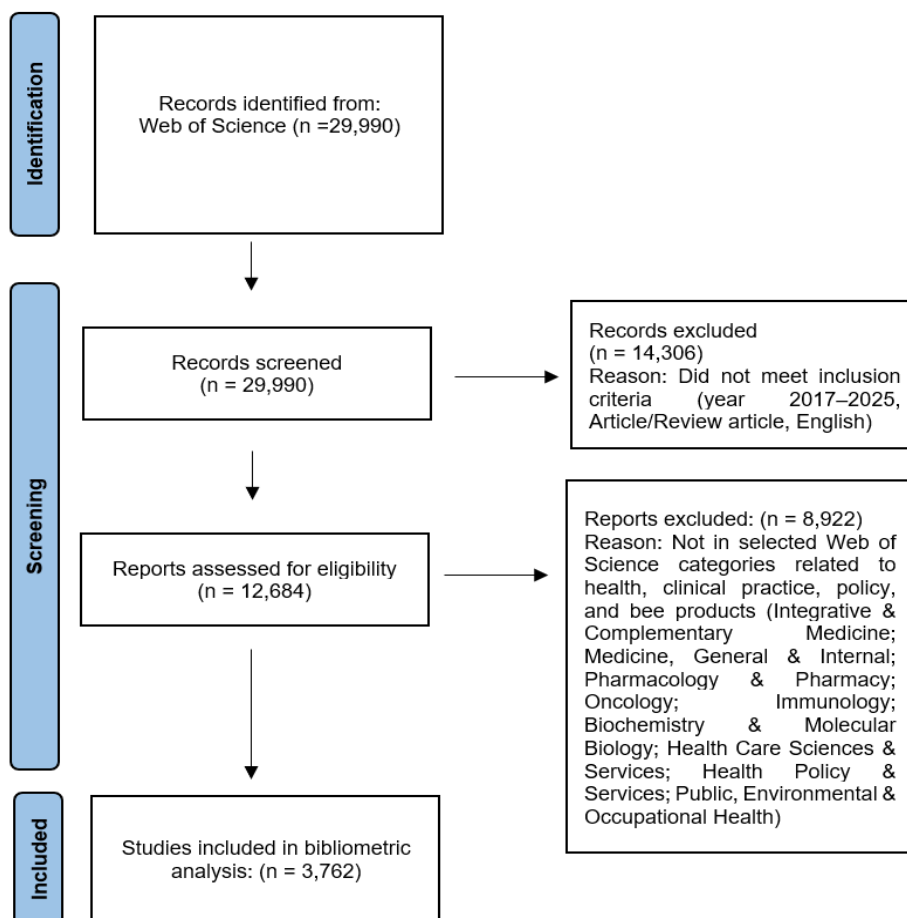 Identification
Records identified from:
Web of Science (n =29,990)
Screening
Records screened
(n = 29,990)
Records excluded
(n = 14,306)
Reason: Did not meet inclusion
criteria (year 2017–2025,
Article/Review article, English)
Reports assessed for eligibility
(n = 12,684)
Reports excluded: (n = 8,922)
Reason: Not in selected Web of
Science categories related to
health, clinical practice, policy,
and bee products (Integrative &
Complementary Medicine;
Medicine, General & Internal;
Pharmacology & Pharmacy;
Oncology; Immunology;
Biochemistry & Molecular
Biology; Health Care Sciences &
Services; Health Policy &
Services; Public, Environmental &
Occupational Health)
Included
Studies included in bibliometric
analysis: (n = 3,762)